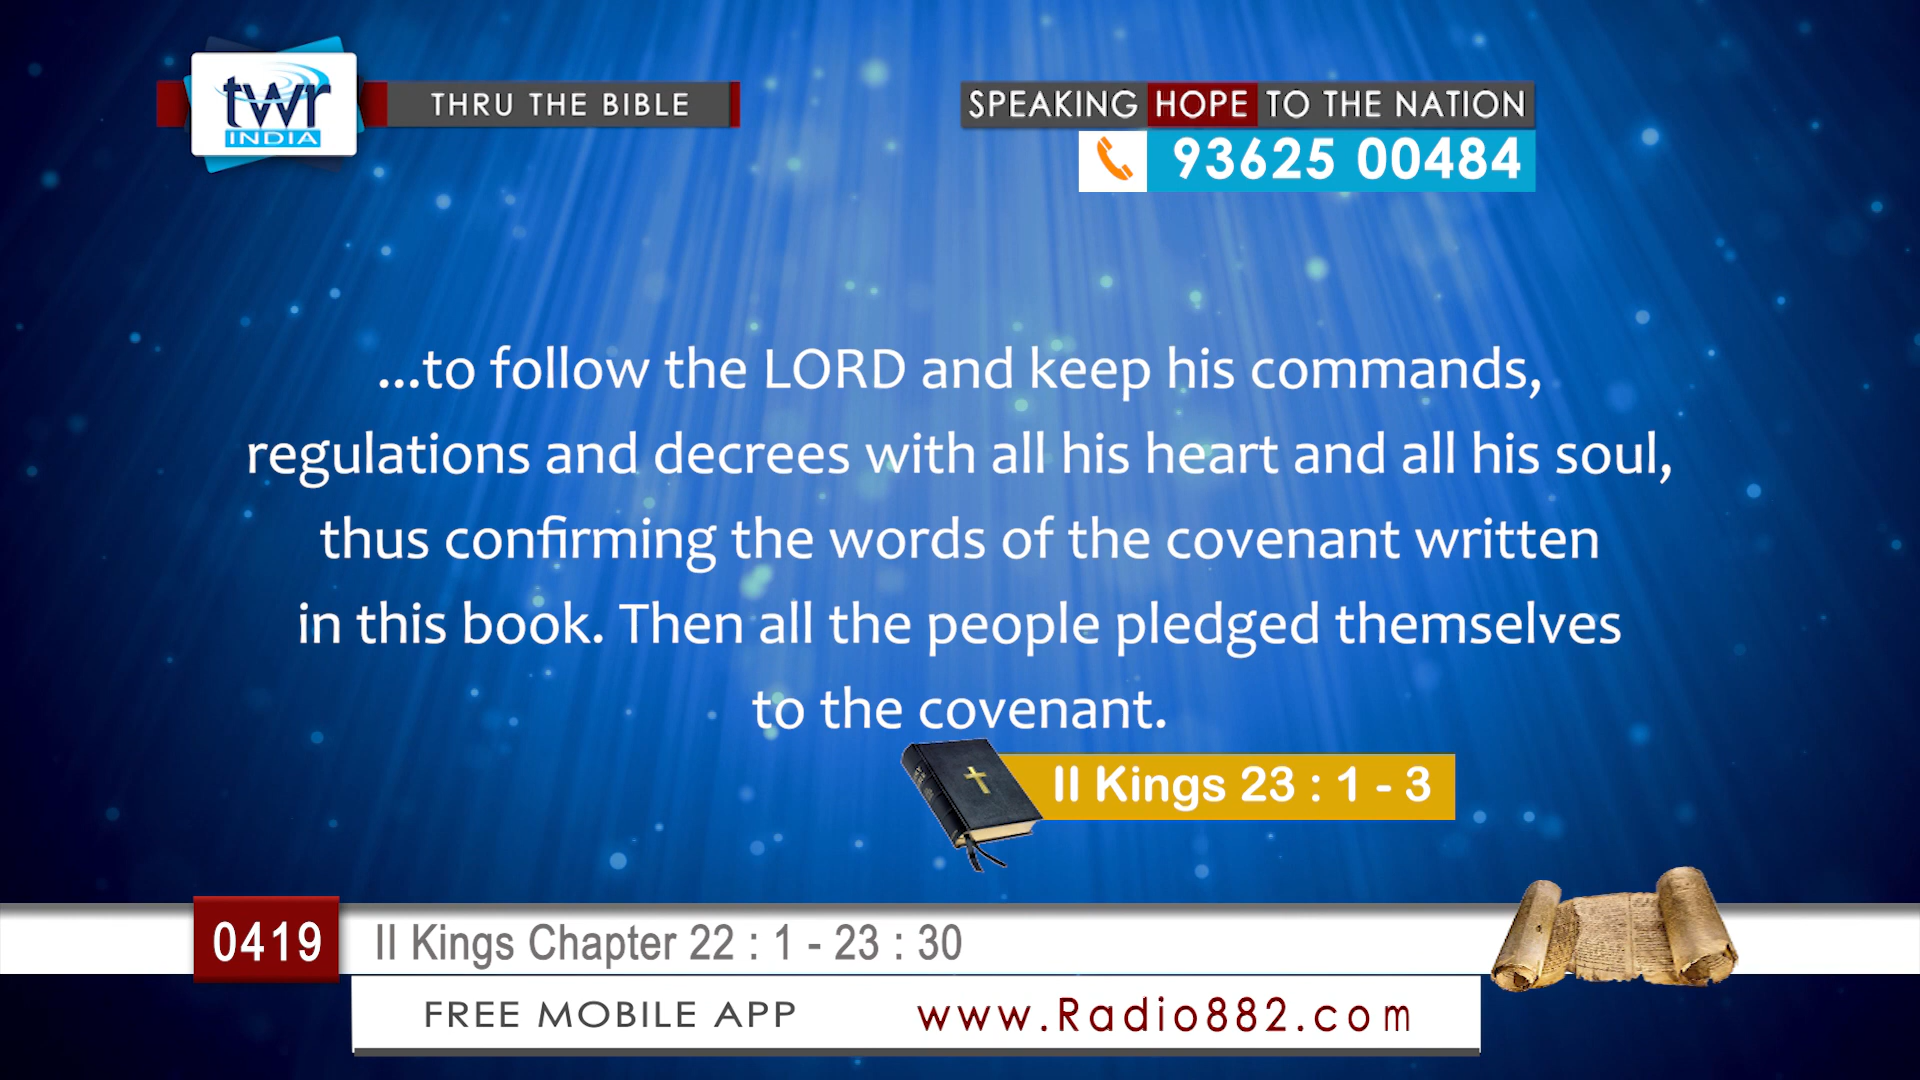 twr
INDIA
THRU THE BIBLE
SPEAKING HOPE TO THE NATION
93625 00484
...to follow the LORD and keep his commands,
regulations and decrees with all his heart and all his soul,
thus confirming the words of the covenant written
in this book. Then all the people pledged themselves
to the covenant.
II Kings 23 : 1 - 3
0419
II Kings Chapter 22 : 1 - 23 : 30
FREE MOBILE APP
www.Radio882.com